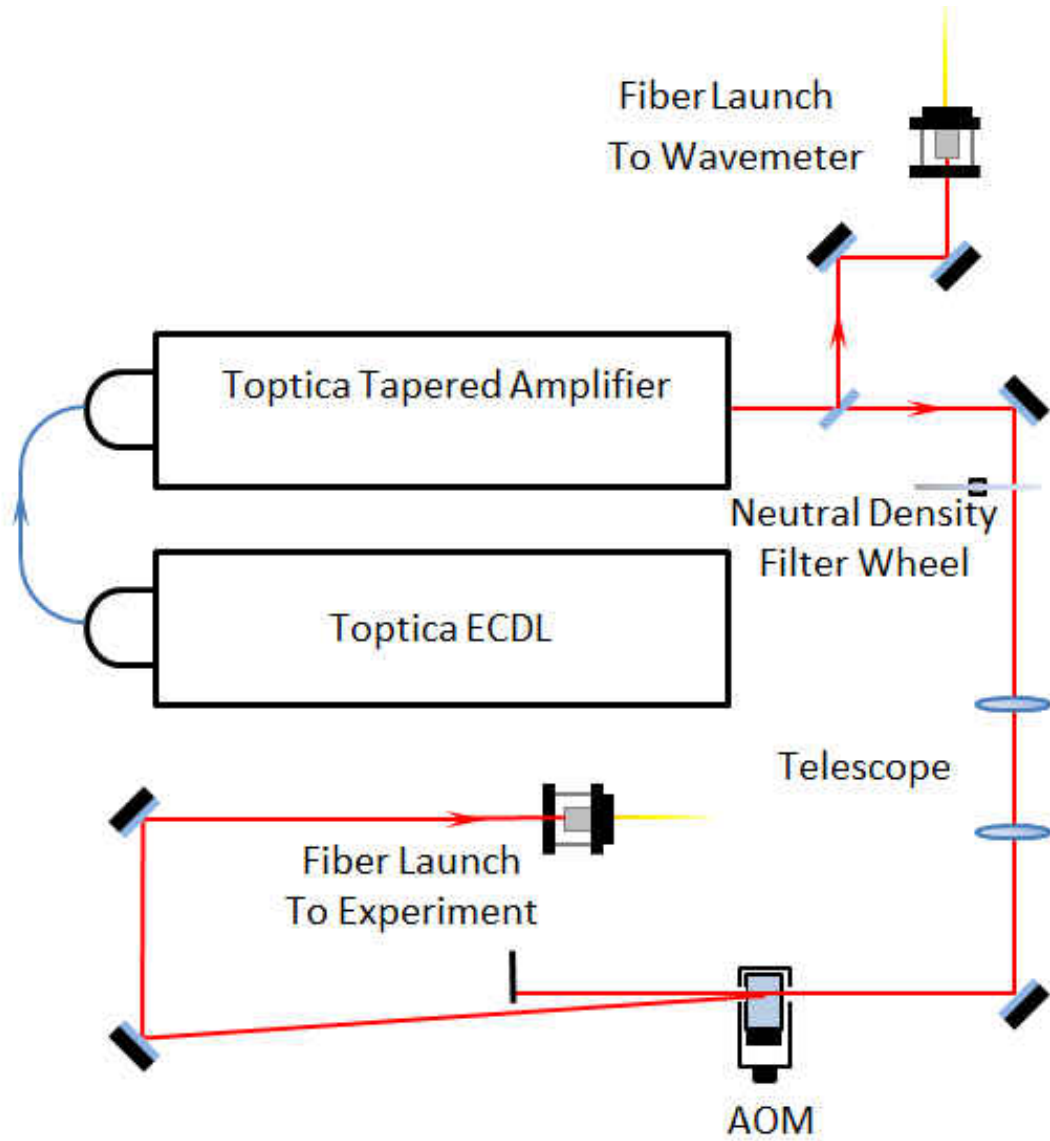 Fiber Launch
To Wavemeter
Toptica Tapered Amplifier
Neutral Density
Filter Wheel
Toptica ECDL
Telescope
Fiber Launch
To Experiment
AOM